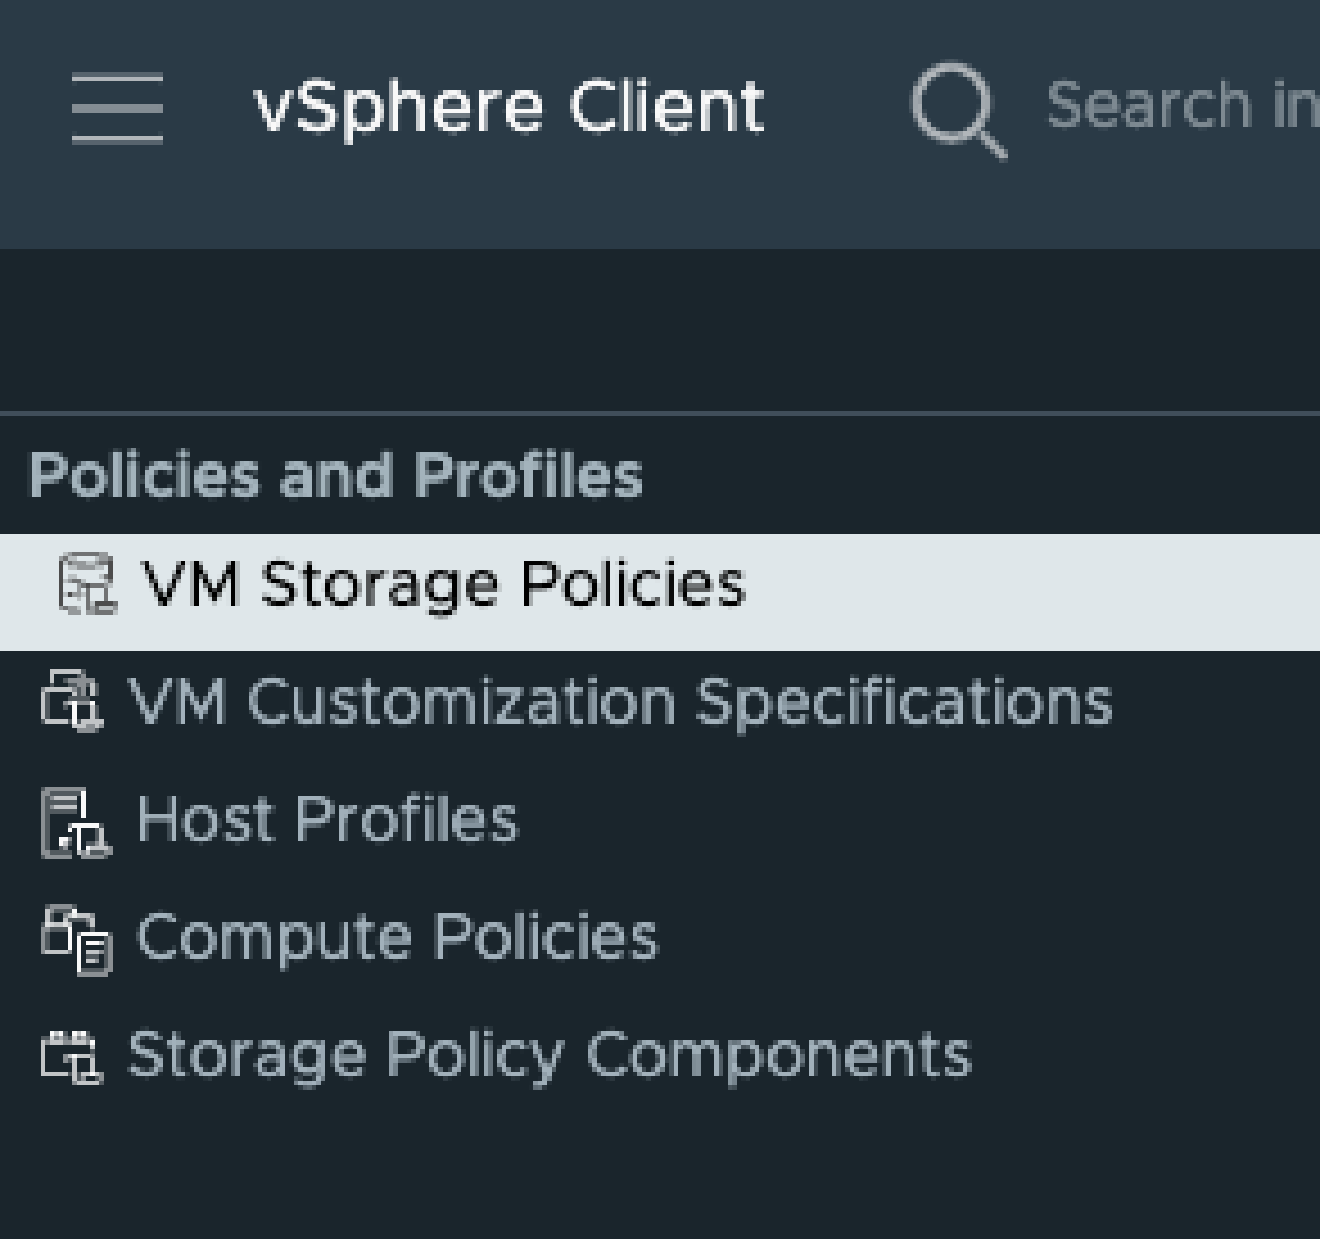 vSphere Client Search in
Policies and Profiles
VM Storage Policies
VM Customization Specifications
Host Profiles
Compute Policies
Storage Policy Components